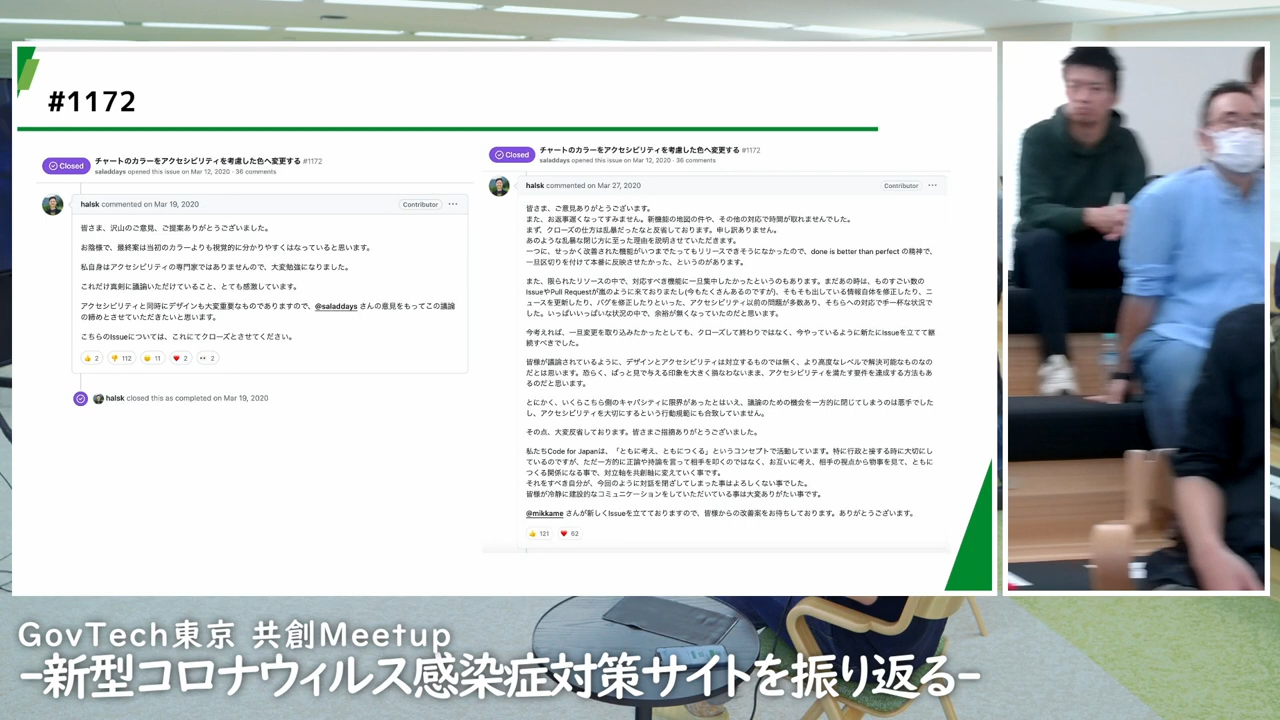 #1172
Closed
チャートのカラーをアクセシビリティを考慮した色へ変更する #1172
saladdays opened this issue on Mar 12, 2020 · 36 comments
halsk commented on Mar 19, 2020
Contributor
皆さま、沢山のご意見、ご提案ありがとうございました。
お陰様で、最終案は当初のカラーよりも視覚的に分かりやすくはなっていると思います。
私自身はアクセシビリティの専門家ではありませんので、大変勉強になりました。
これだけ真剣に議論いただけていること、とても感激しています。
アクセシビリティと同時にデザインも大変重要なものでありますので、@saladdays さんの意見をもってこの議論
の締めとさせていただきたいと思います。
こちらのIssueについては、これにてクローズとさせてください。
2 112 11 2 2
halsk closed this as completed on Mar 19, 2020
Closed
チャートのカラーをアクセシビリティを考慮した色へ変更する #1172
saladdays opened this issue on Mar 12, 2020 · 36 comments
halsk commented on Mar 27, 2020
Contributor
皆さま、ご意見ありがとうございます。
また、お返事遅くなってすみません。新機能の地図の件や、その他の対応で時間が取れませんでした。
まず、クローズの仕方は乱暴だったなと反省しております。申し訳ありません。
あのような乱暴な閉じ方に至った理由を説明させていただきます。
一つに、せっかく改善された機能がいつまでたってもリリースできそうになかったので、done is better than perfect の精神で、
一旦区切りを付けて本番に反映させたかった、というのがあります。
また、限られたリソースの中で、対応すべき機能に一旦集中したかったというのもあります。まだあの時は、ものすごい数の
IssueやPull Requestが嵐のように来ておりまたし(今もたくさんあるのですが)、そもそも出している情報自体を修正したり、ニ
ュースを更新したり、バグを修正したりといった、アクセシビリティ以前の問題が多数あり、そちらへの対応で手一杯な状況で
した。いっぱいいっぱいな状況の中で、余裕が無くなっていたのだと思います。
今考えれば、一旦変更を取り込みたかったとしても、クローズして終わりではなく、今やっているように新たにIssueを立てて継
続すべきでした。
皆様が議論されているように、デザインとアクセシビリティは対立するものでは無く、より高度なレベルで解決可能なものなの
だとは思います。恐らく、ぱっと見で与える印象を大きく損なわないまま、アクセシビリティを満たす要件を達成する方法もあ
るのだと思います。
とにかく、いくらこちら側のキャパシティに限界があったとはいえ、議論のための機会を一方的に閉じてしまうのは悪手でした
し、アクセシビリティを大切にするという行動規範にも合致していません。
その点、大変反省しております。皆さまご指摘ありがとうございました。
私たちCode for Japanは、「ともに考え、ともにつくる」というコンセプトで活動しています。特に行政と接する時に大切にし
ているのですが、ただ一方的に正論や持論を言って相手を叩くのではなく、お互いに考え、相手の視点から物事を見て、ともに
つくる関係になる事で、対立軸を共創軸に変えていく事です。
それをすべき自分が、今回のように対話を閉ざしてしまった事はよろしくない事でした。
皆様が冷静に建設的なコミュニケーションをしていただいている事は大変ありがたい事です。
@mikkame さんが新しくIssueを立てておりますので、皆様からの改善案をお待ちしております。ありがとうございます。
121 62
GovTech東京 共創Meetup
-新型コロナウィルス感染症対策サイトを振り返る-